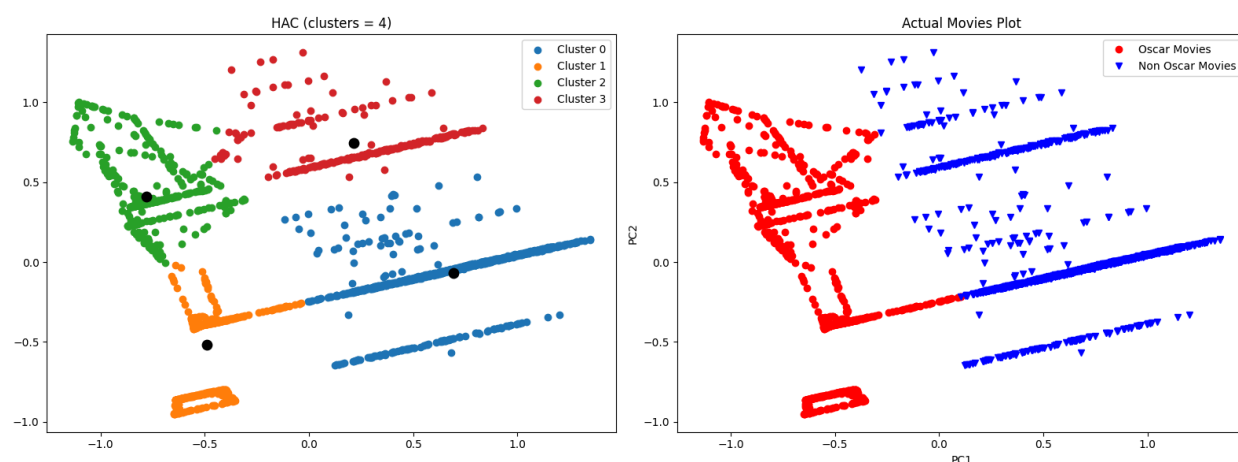 HAC (clusters = 4)
Cluster 0
Cluster 1
Cluster 2
Cluster 3
1.0
0.5
0.0
−0.5
−1.0
−1.0
−0.5
0.0
0.5
1.0
Actual Movies Plot
Oscar Movies
Non Oscar Movies
PC2
1.0
0.5
0.0
−0.5
−1.0
−1.0
−0.5
0.0
0.5
1.0
PC1